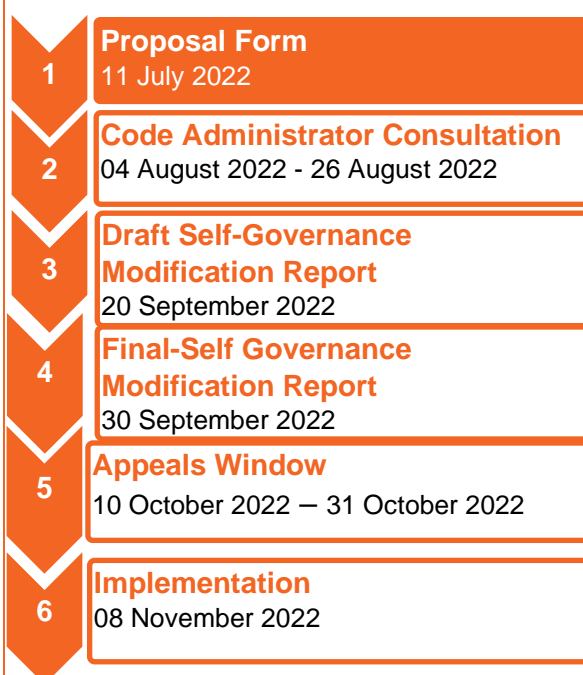 1
Proposal Form
11 July 2022
2
Code Administrator Consultation
04 August 2022 - 26 August 2022
3
Draft Self-Governance
Modification Report
20 September 2022
4
Final-Self Governance
Modification Report
30 September 2022
5
Appeals Window
10 October 2022 – 31 October 2022
6
Implementation
08 November 2022